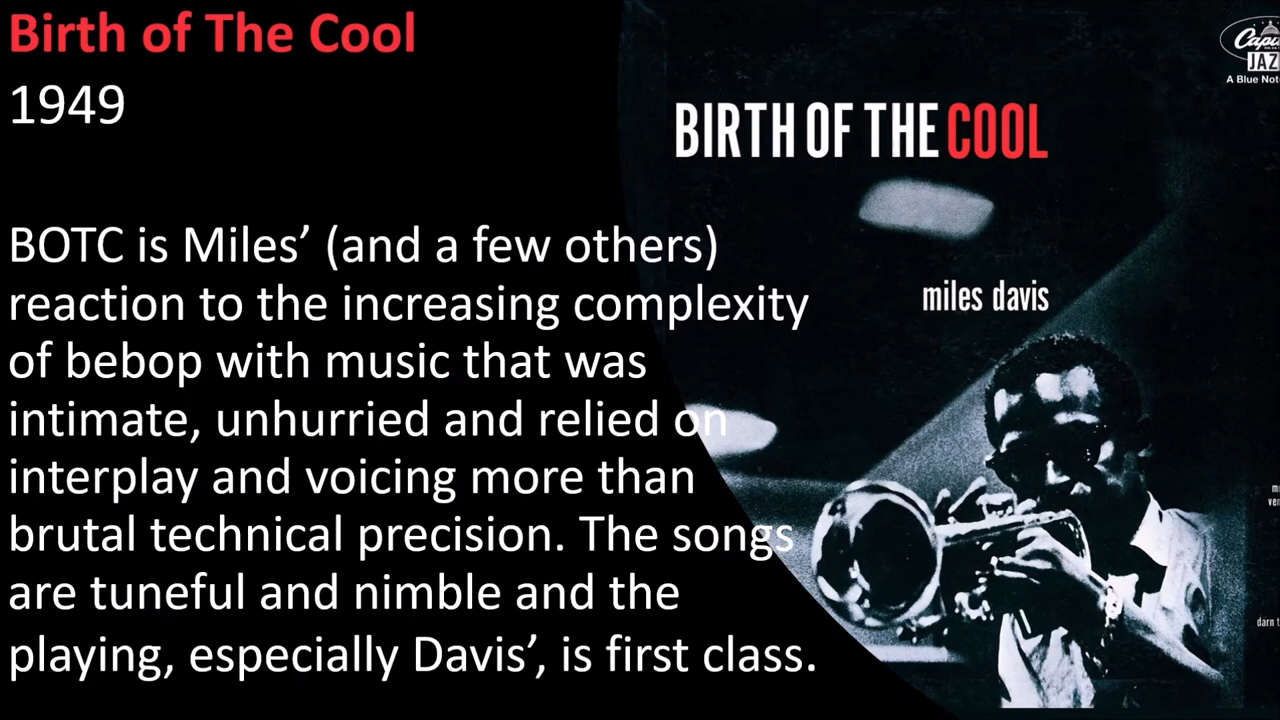 Birth of The Cool
1949
BOTC is Miles’ (and a few others)
reaction to the increasing complexity
of bebop with music that was
intimate, unhurried and relied on
interplay and voicing more than
brutal technical precision. The songs
are tuneful and nimble and the
playing, especially Davis’, is first class.
BIRTH OF THE COOL
miles davis
JAZ
A Blue
darn